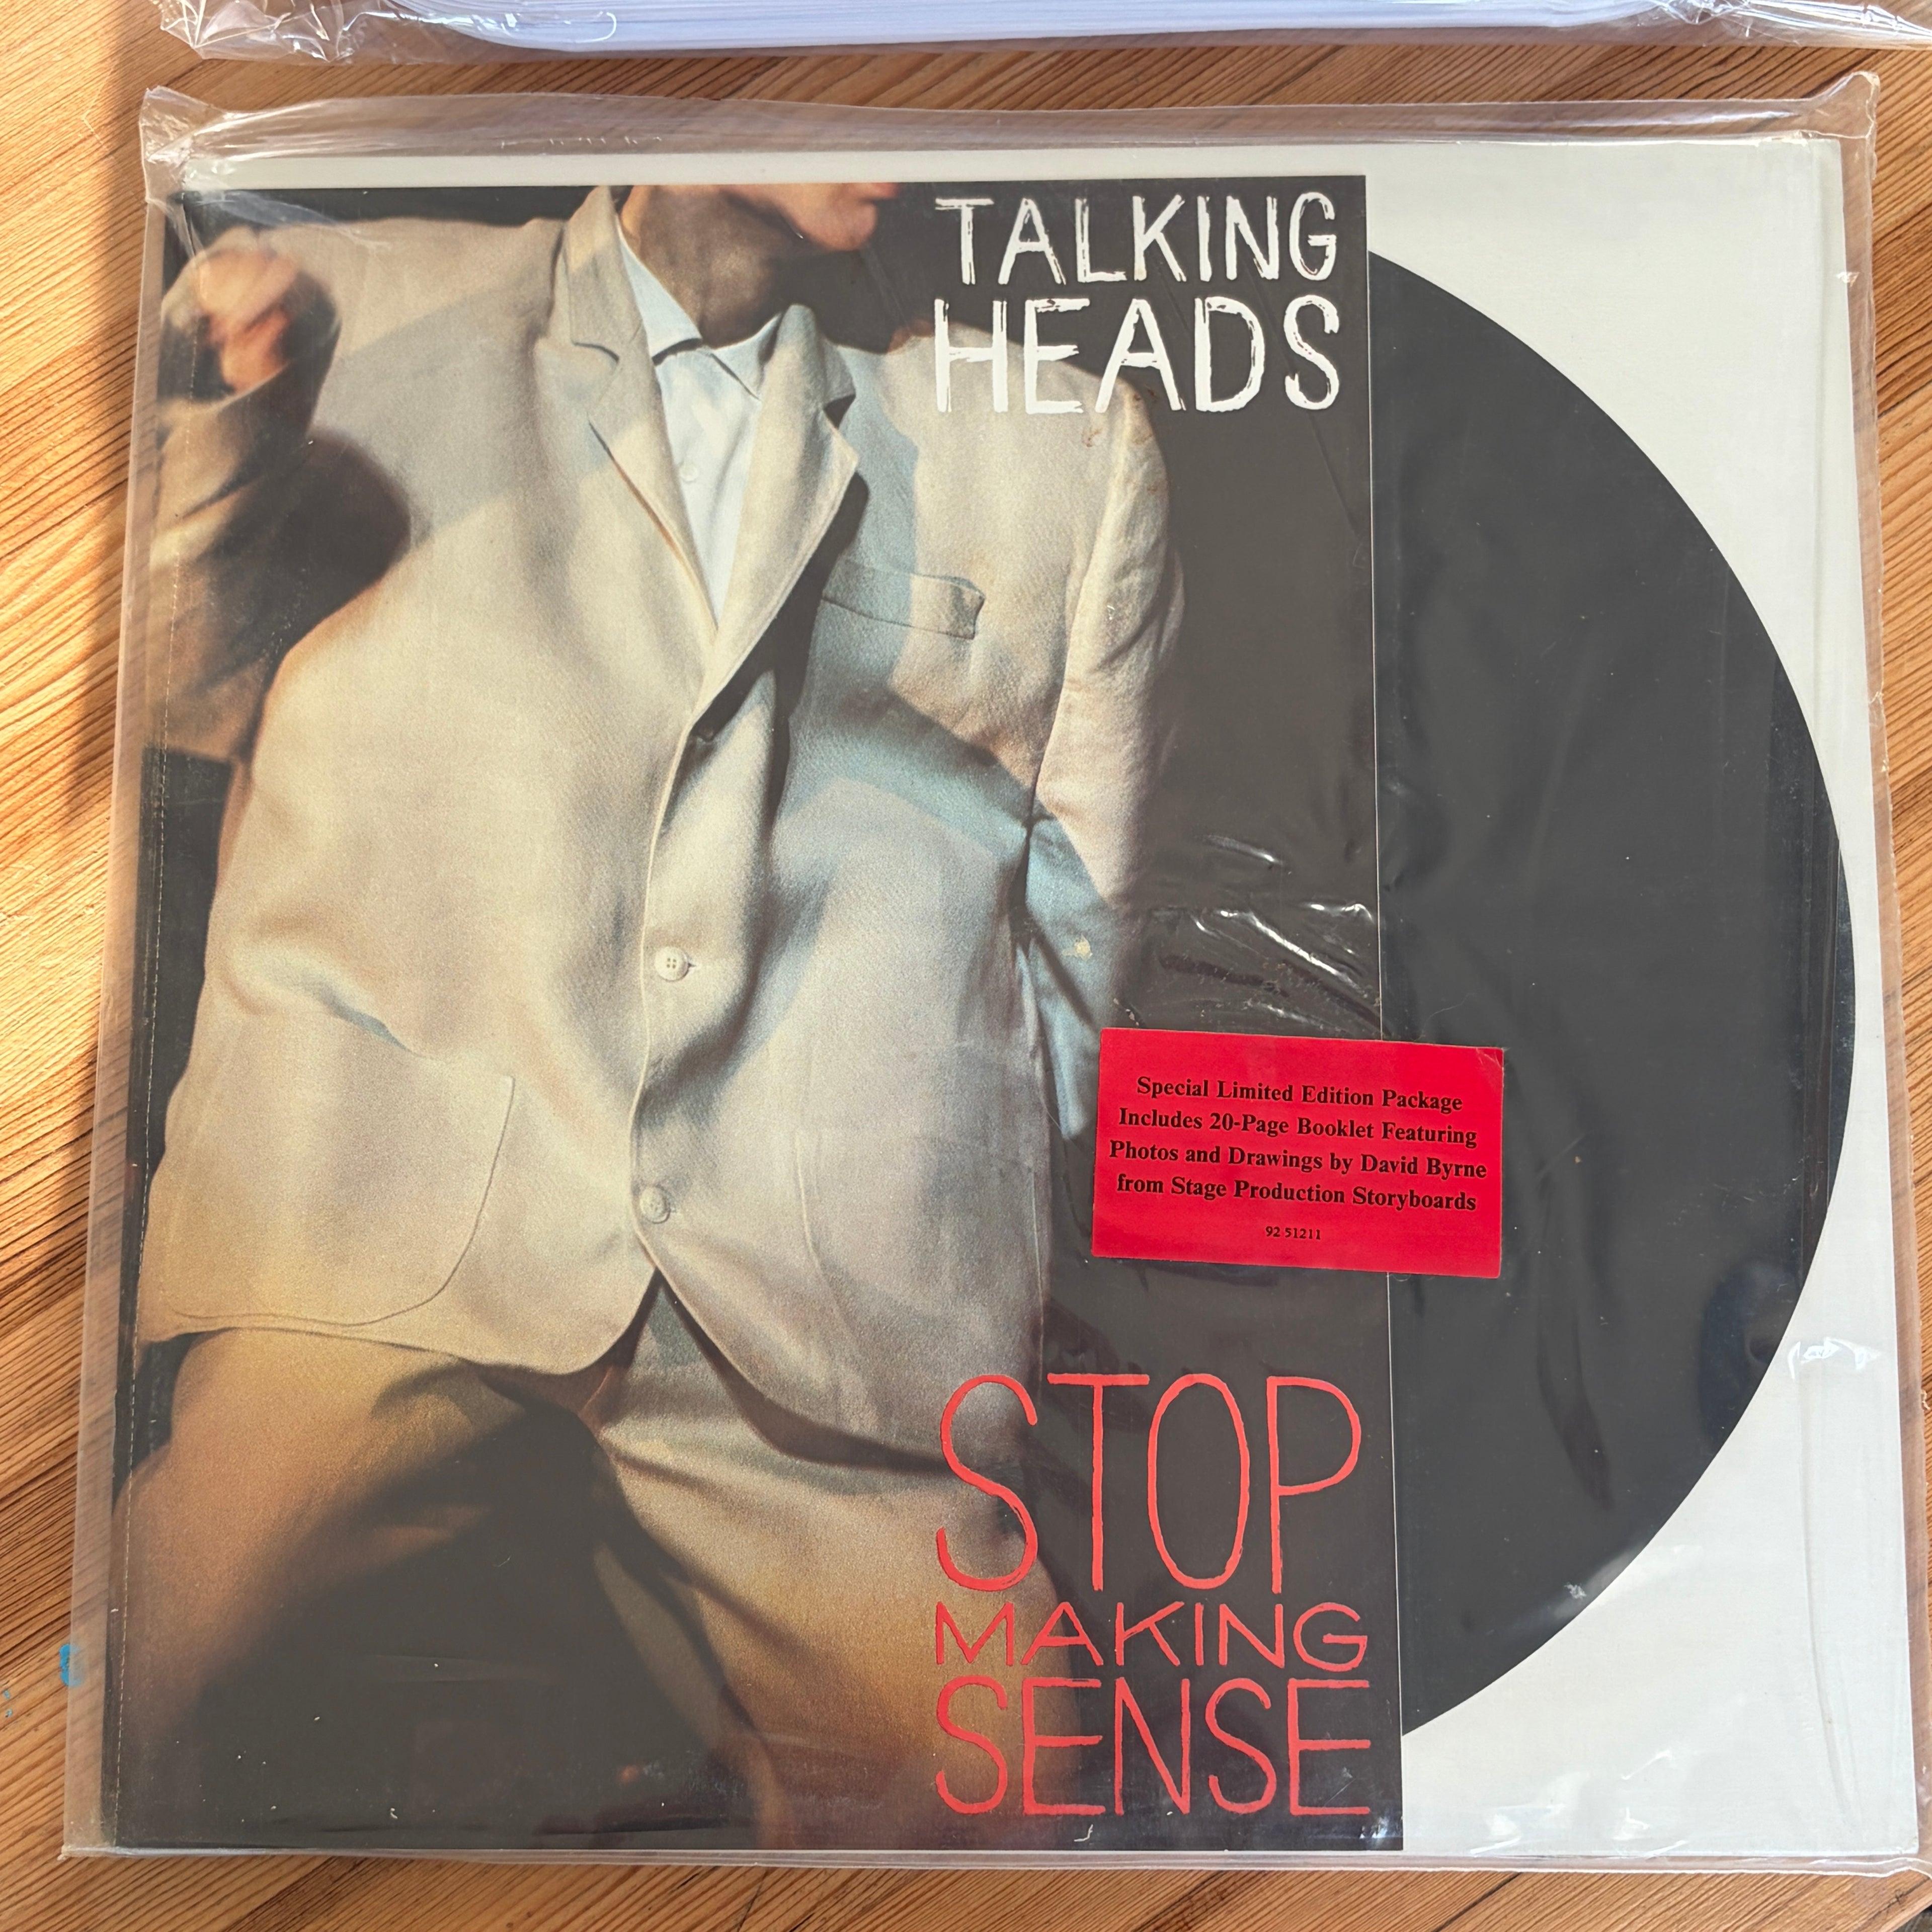 TALKING
HEADS
Special Limited Edition Package
Includes 20-Page Booklet Featuring
Photos and Drawings by David Byrne
from Stage Production Storyboards
92 51211
STOP
MAKING
SENSE